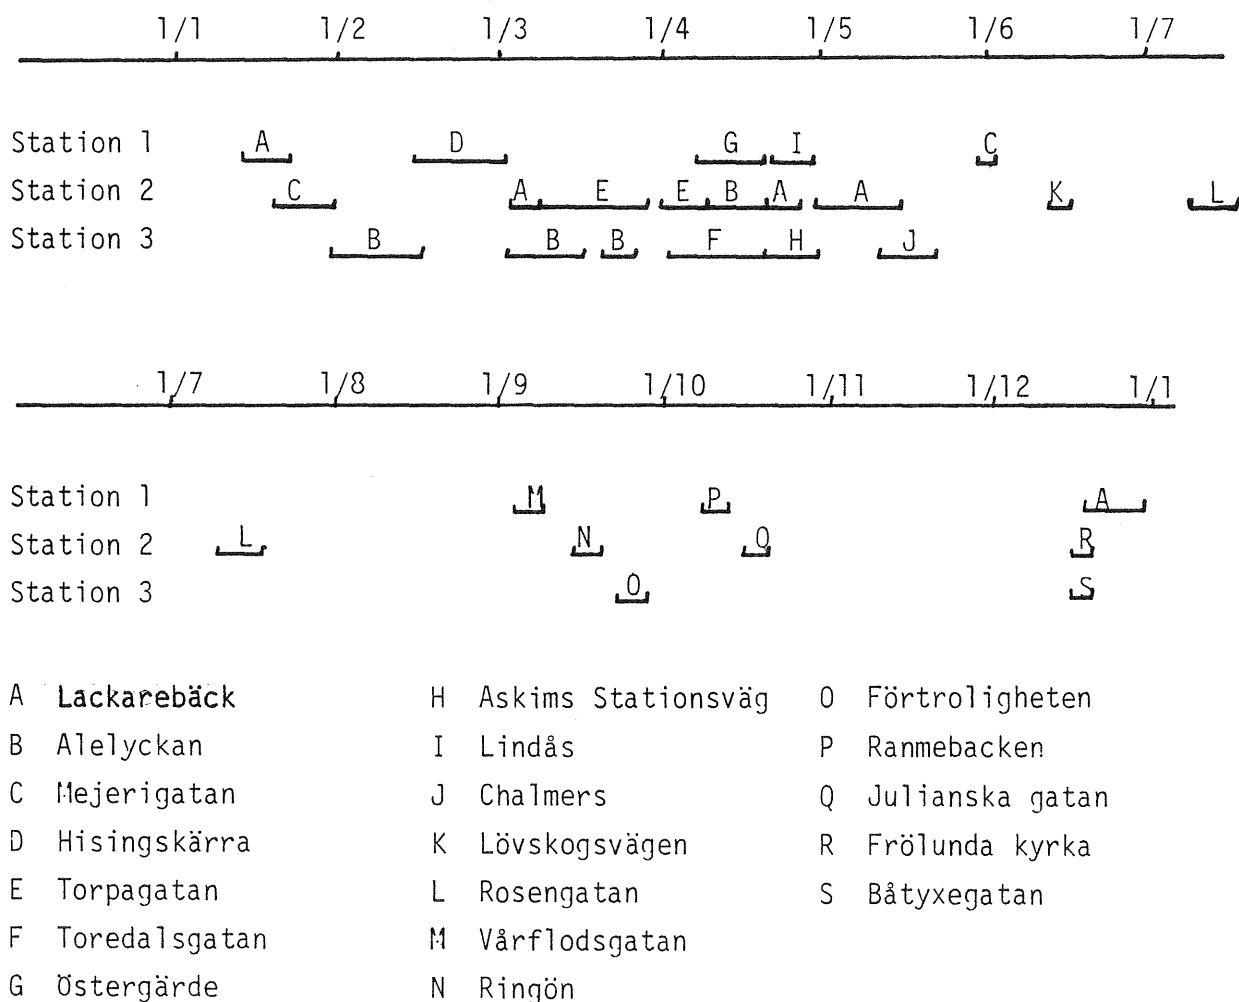 1/1 1/2 1/3 1/4 1/5 1/6 1/7
Station 1 A D G I C
Station 2 C A E E B A A K L
Station 3 B B B F H J
1/7 1/8 1/9 1/10 1/11 1/12 1/1
Station 1 M P A
Station 2 L N Q R
Station 3 O S
A Lackarebäck H Askims Stationsväg O Förtroligheten
B Alelyckan I Lindås P Ranmebacken
C Mejerigatan J Chalmers Q Julianska gatan
D Hisingskärra K Lövskogsvägen R Frölunda kyrka
E Torpagatan L Rosengatan S Båtyxegatan
F Toredalsgatan M Vårflodsgatan
G Östergärde N Ringön